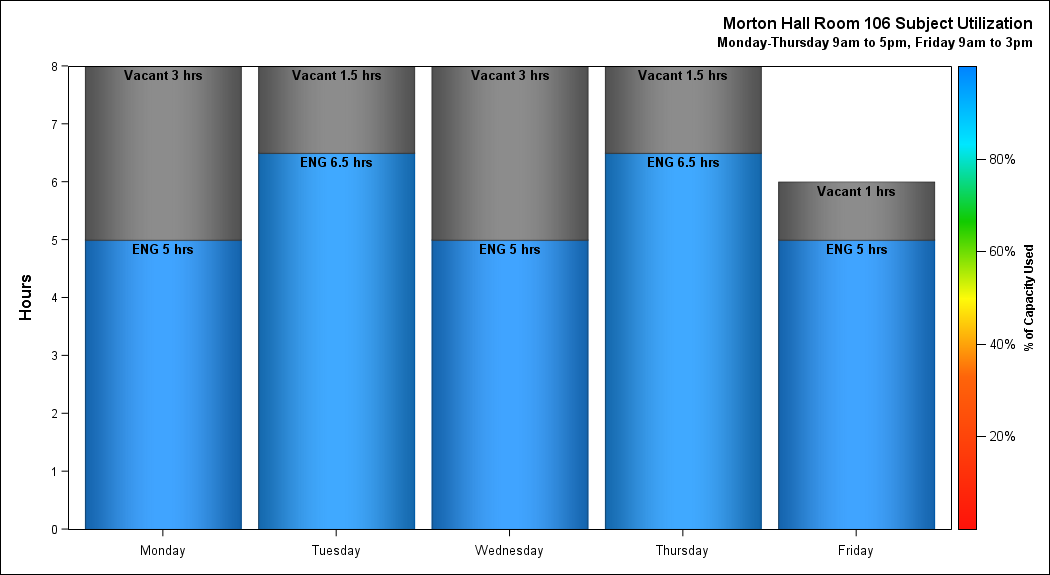 Morton Hall Room 106 Subject Utilization
Monday-Thursday 9am to 5pm, Friday 9am to 3pm
8
7
6
5
4
3
2
1
0
Hours
Vacant 3 hrs
ENG 5 hrs
Vacant 1.5 hrs
ENG 6.5 hrs
Vacant 3 hrs
ENG 5 hrs
Vacant 1.5 hrs
ENG 6.5 hrs
Vacant 1 hrs
ENG 5 hrs
Monday
Tuesday
Wednesday
Thursday
Friday
80%
60%
40%
20%
% of Capacity Used